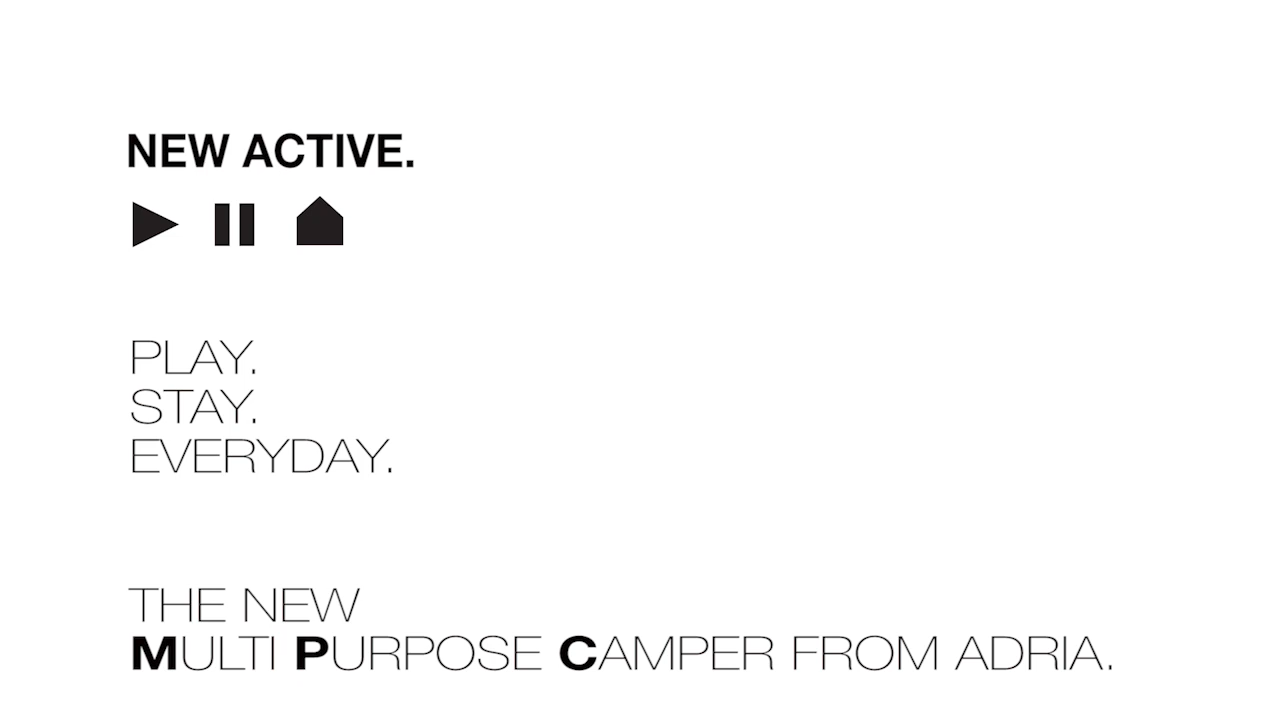 NEW ACTIVE.
PLAY.
STAY.
EVERYDAY.
THE NEW
MULTI PURPOSE CAMPER FROM ADRIA.